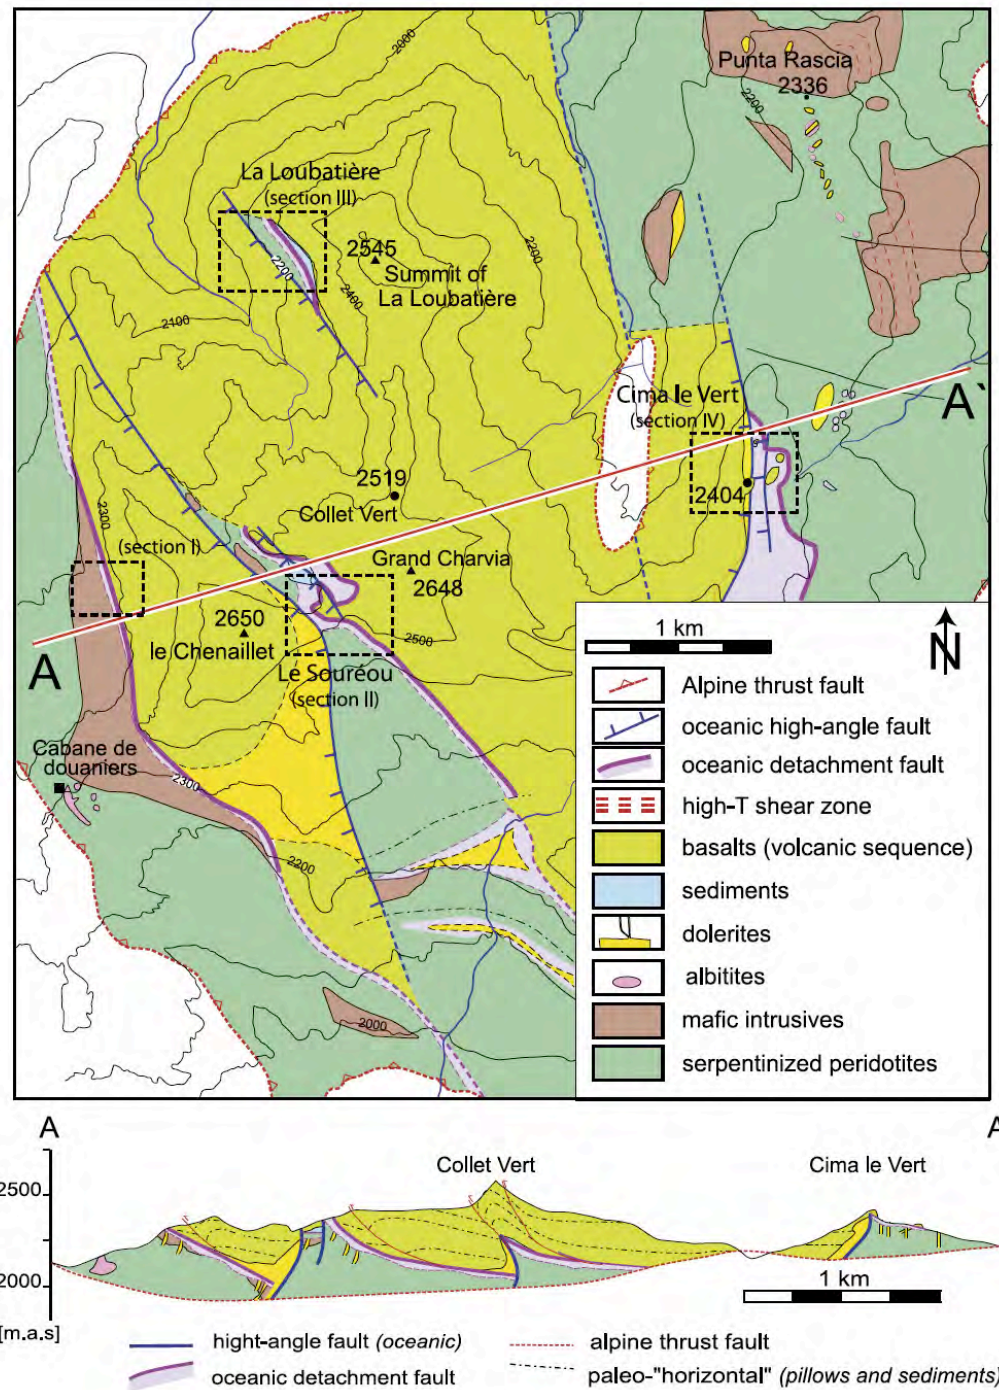 2000
Punta Rascia
2336
2200
La Loubatière
(section III)
2200
2545
Summit of
La Loubatière
2200
2400
2100
Cima le Vert
(section IV)
A`
2519
Collet Vert
2404
2300
(section I)
Grand Charvia
2648
2650
le Chenaillet
2500
A
Le Souréou
(section II)
Cabane de
douaniers
2300
2200
2000
1 km
N
Alpine thrust fault
oceanic high-angle fault
oceanic detachment fault
high-T shear zone
basalts (volcanic sequence)
sediments
dolerites
albitites
mafic intrusives
serpentinized peridotites
A
A
Collet Vert
Cima le Vert
2500
2000
[m.a.s]
1 km
hight-angle fault (oceanic)
alpine thrust fault
oceanic detachment fault
paleo-"horizontal" (pillows and sediments)